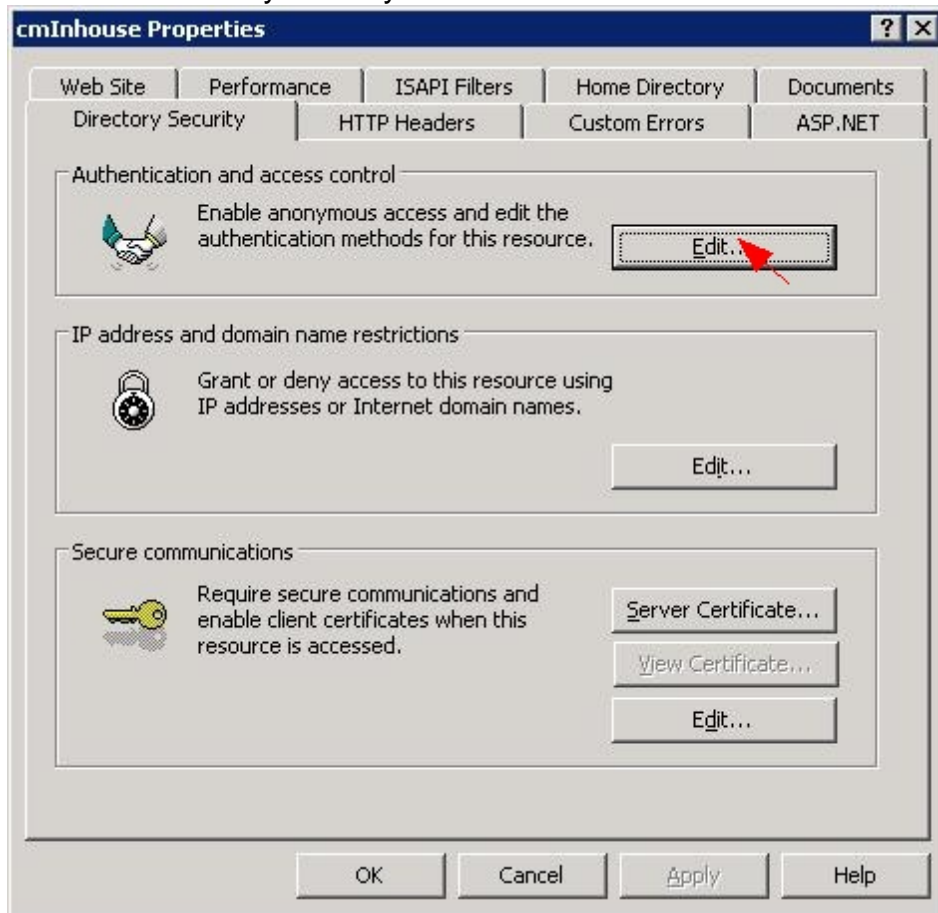 cmInhouse Properties
Web Site Performance ISAPI Filters Home Directory Documents
Directory Security HTTP Headers Custom Errors ASP.NET
Authentication and access control
Enable anonymous access and edit the
authentication methods for this resource.
Edit...
IP address and domain name restrictions
Grant or deny access to this resource using
IP addresses or Internet domain names.
Edit...
Secure communications
Require secure communications and
enable client certificates when this
resource is accessed.
Server Certificate...
View Certificate...
Edit...
OK Cancel Apply Help